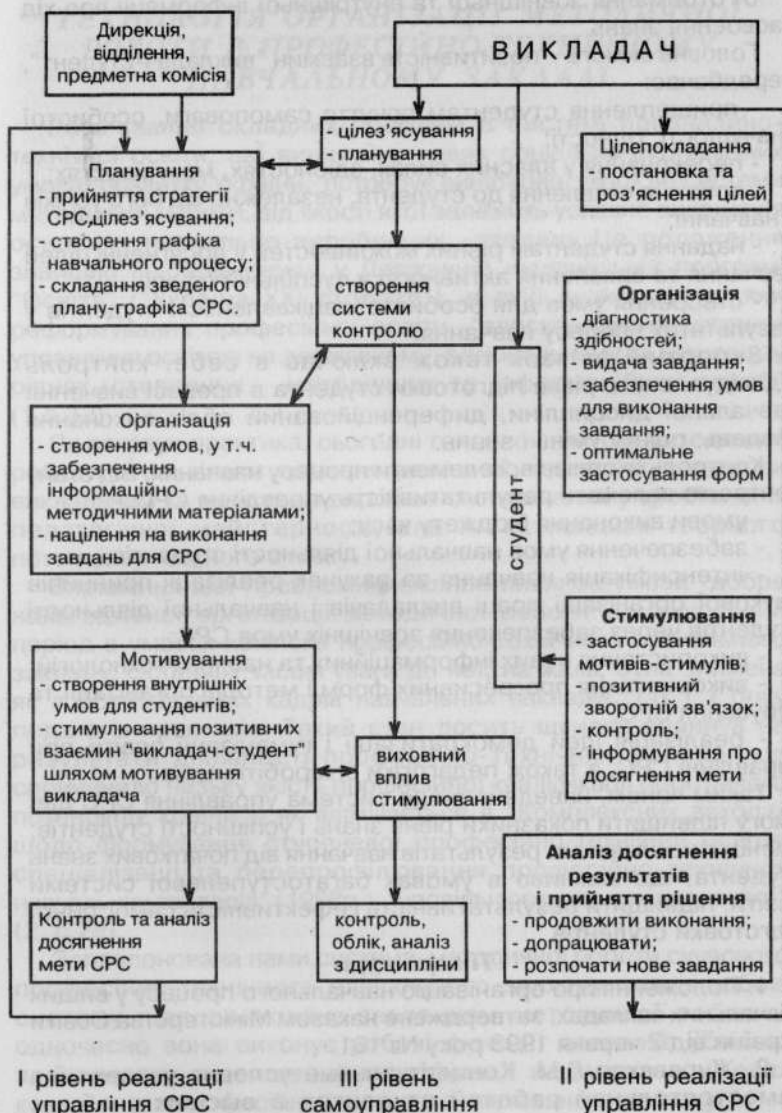 Дирекція,
відділення,
предметна комісія
ВИКЛАДАЧ
Планування
- прийняття стратегії
СРС,цілез'ясування;
- створення графіка
навчального процесу;
- складання зведеного
плану-графіка СРС.
- цілез'ясування
- планування
Цілепокладання
- постановка та
роз'яснення цілей
створення
системи
контролю
Організація
- діагностика
здібностей;
- видача завдання;
- забезпечення умов
для виконання
завдання;
- оптимальне
застосування форм
Організація
- створення умов, у т.ч.
забезпечення
інформаційно-
методичними матеріалами;
- націлення на виконання
завдань для СРС
студент
Стимулювання
- застосування
мотивів-стимулів;
- позитивний
зворотній зв'язок;
- контроль;
- інформування про
досягнення мети
Мотивування
- створення внутрішніх
умов для студентів;
- стимулювання позитивних
взаємин "викладач-студент"
шляхом мотивування
викладача
виховний
вплив
стимулювання
Аналіз досягнення
результатів
і прийняття рішення
- продовження;
- допрацювати;
- розпочати нове завдання
Контроль та аналіз
досягнення
мети СРС
контроль,
облік, аналіз
з дисципліни
І рівень реалізації
управління СРС
ІІІ рівень
самоуправління
ІІ рівень реалізації
управління СРС